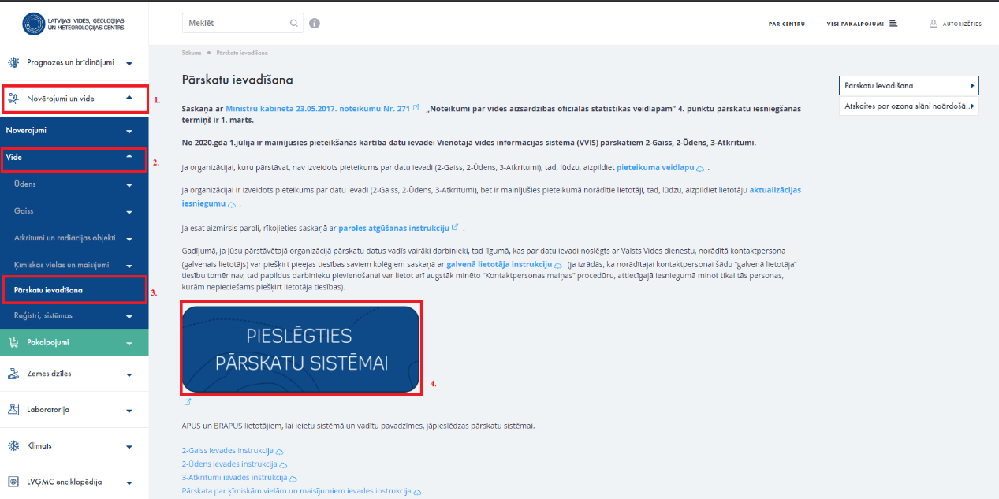 LATVIJAS VIDES, ĢEOLOĢIJAS
UN METEOROLOĢIJAS CENTRS
Meklēt
PAR CENTRU
VISI PAKALPOJUMI
AUTORIZĒTIES
Prognozes un brīdinājumi
Novērojumi un vide
1.
Novērojumi
Vide
2.
Ūdens
Gaiss
Atkritumi un radiācijas objekti
Ķīmiskās vielas un maisījumi
Pārskatu ievadīšana
3.
Reģistri, sistēmas
Pakalpojumi
Zemes dzīles
Laboratorija
Klimats
LVĢMC enciklopēdija
Sākums
Pārskatu ievadīšana
Pārskatu ievadīšana
Saskaņā ar Ministru kabineta 23.05.2017. noteikumu Nr. 271 „Noteikumi par vides aizsardzības oficiālās statistikas veidlapām” 4. punktu pārskatu iesniegšanas
termiņš ir 1. marts.
No 2020.gda 1.jūlija ir mainījusies pieteikšanās kārtība datu ievadei Vienotajā vides informācijas sistēmā (VVIS) pārskatiem 2-Gaiss, 2-Ūdens, 3-Atkritumi.
Ja organizācijai, kuru pārstāvat, nav izveidots pieteikums par datu ievadi (2-Gaiss, 2-Ūdens, 3-Atkritumi), tad, lūdzu, aizpildiet pieteikuma veidlapu .
Ja organizācijai ir izveidots pieteikums par datu ievadi (2-Gaiss, 2-Ūdens, 3-Atkritumi), bet ir mainījušies pieteikumā norādītie lietotāji, tad, lūdzu, aizpildiet lietotāju aktualizācijas
iesniegumu .
Ja esat aizmirsis paroli, rīkojieties saskaņā ar paroles atgūšanas instrukciju .
Gadījumā, ja Jūsu pārstāvētajā organizācijā pārskatu datus vadīs vairāki darbinieki, tad līgumā, kas par datu ievadi noslēgts ar Valsts Vides dienestu, norādītā kontaktpersona
(galvenais lietotājs) var piešķirt pieejas tiesības saviem kolēģiem saskaņā ar galvenā lietotāja instrukciju (ja izrādās, ka norādītajai kontaktpersonai šādu “galvenā lietotāja”
tiesību tomēr nav, tad papildus darbinieku pievienošanai var lietot arī augstāk minēto “Kontaktpersonas maiņas” procedūru, attiecīgajā iesniegumā minot tikai tās personas,
kurām nepieciešams piešķirt lietotāja tiesības).
PIESLĒGTIES
PĀRSKATU SISTĒMAI
4.
APUS un BRAPUS lietotājiem, lai ieietu sistēmā un vadītu pavadzīmes, jāpieslēdzas pārskatu sistēmai.
2-Gaiss ievades instrukcija
2-Ūdens ievades instrukcija
3-Atkritumi ievades instrukcija
Pārskata par ķīmiskām vielām un maisījumiem ievades instrukcija
Pārskatu ievadīšana
Atskaites par ozona slāni noārdošā..